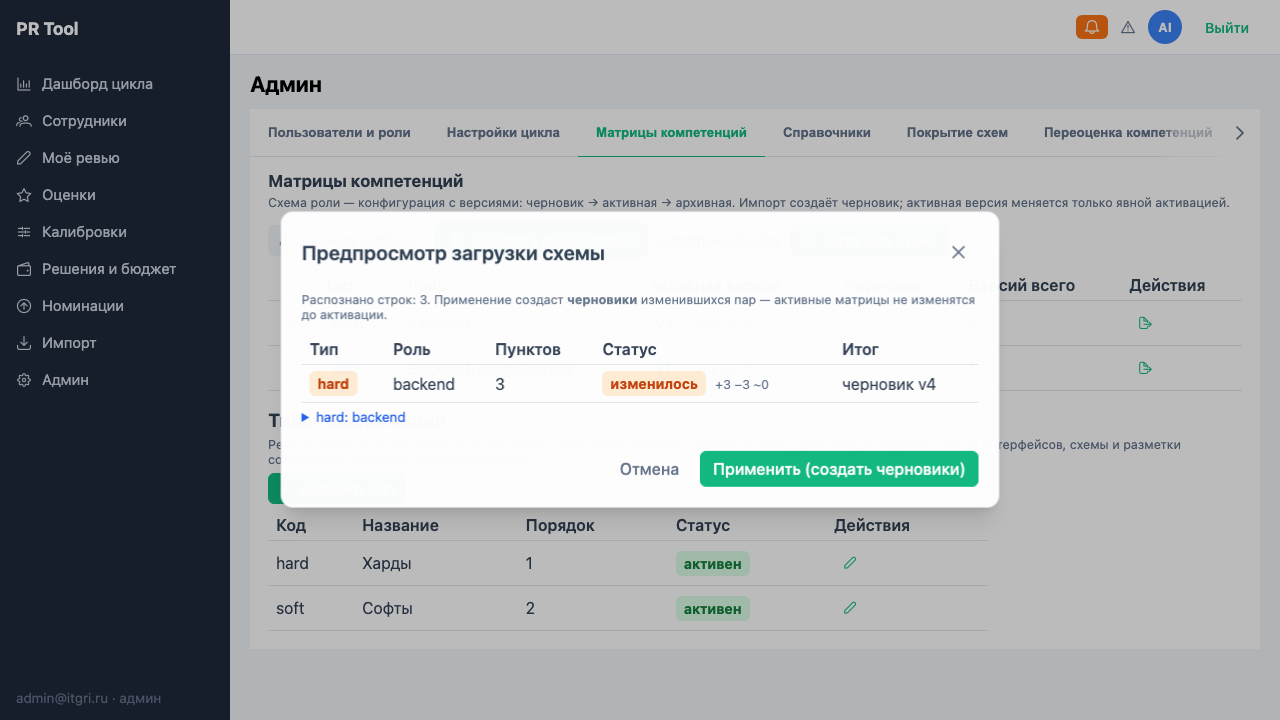 PR Tool
AI
Выйти
Дашборд цикла
Сотрудники
Моё ревью
Оценки
Калибровки
Решения и бюджет
Номинации
Импорт
Админ
admin@itgri.ru · админ
Админ
Пользователи и роли
Настройки цикла
Матрицы компетенций
Справочники
Покрытие схем
Переоценка компетенций
Матрицы компетенций
Схема роли — конфигурация с версиями: черновик → активная → архивная. Импорт создаёт черновик; активная версия меняется только явной активацией.
всего Действия
Предпросмотр загрузки схемы
Распознано строк: 3. Применение создаст черновики изменившихся пар — активные матрицы не изменятся
до активации.
Тип Роль Пунктов Статус Итог
hard backend 3 изменилось +3 −3 ~0 черновик v4
hard: backend
Отмена Применить (создать черновики)
схемы и разметки
Код Название Порядок Статус Действия
hard Харды 1 активен
soft Софты 2 активен